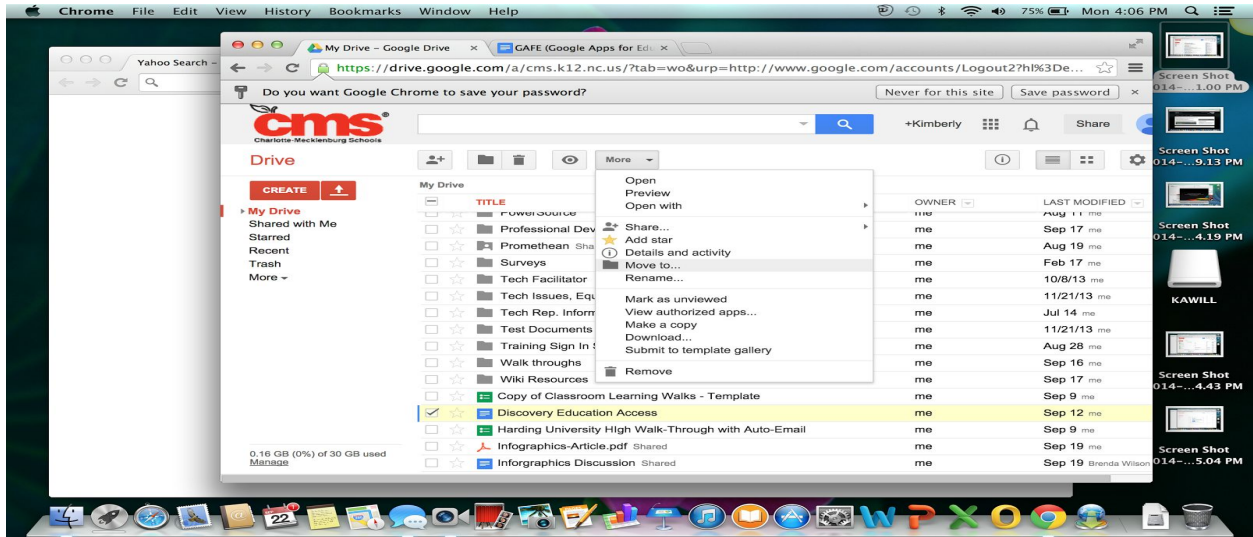 Chrome File Edit View History Bookmarks Window Help 75% Mon 4:06 PM
My Drive – Google Drive × GAFE (Google Apps for Edu ×
Yahoo Search –
https://drive.google.com/a/cms.k12.nc.us/?tab=wo&urp=http://www.google.com/accounts/Logout2?hl%3De...
Do you want Google Chrome to save your password? Never for this site Save password ×
cms
Charlotte-Mecklenburg Schools
+Kimberly Share
Drive More
CREATE
My Drive
Shared with Me
Starred
Recent
Trash
More
0.16 GB (0%) of 30 GB used
Manage
My Drive
TITLE OWNER LAST MODIFIED
PowerSource me Aug 11 me
Professional Dev me Sep 17 me
Promethean Sha me Aug 19 me
Surveys me Feb 17 me
Tech Facilitator me 10/8/13 me
Tech Issues, Equ me 11/21/13 me
Tech Rep. Inform me Jul 14 me
Test Documents me 11/21/13 me
Training Sign In S me Aug 28 me
Walk throughs me Sep 16 me
Wiki Resources me Sep 17 me
Copy of Classroom Learning Walks - Template me Sep 9 me
Discovery Education Access me Sep 12 me
Harding University HIgh Walk-Through with Auto-Email me Sep 9 me
Infographics-Article.pdf Shared me Sep 19 me
Inforgraphics Discussion Shared me Sep 19 Brenda Wilson
Open
Preview
Open with
Share...
Add star
Details and activity
Move to...
Rename...
Mark as unviewed
View authorized apps...
Make a copy
Download...
Submit to template gallery
Remove
Screen Shot
014-...1.00 PM
Screen Shot
014-...9.13 PM
Screen Shot
014-...4.19 PM
KAWILL
Screen Shot
014-...4.43 PM
Screen Shot
014-...5.04 PM
22